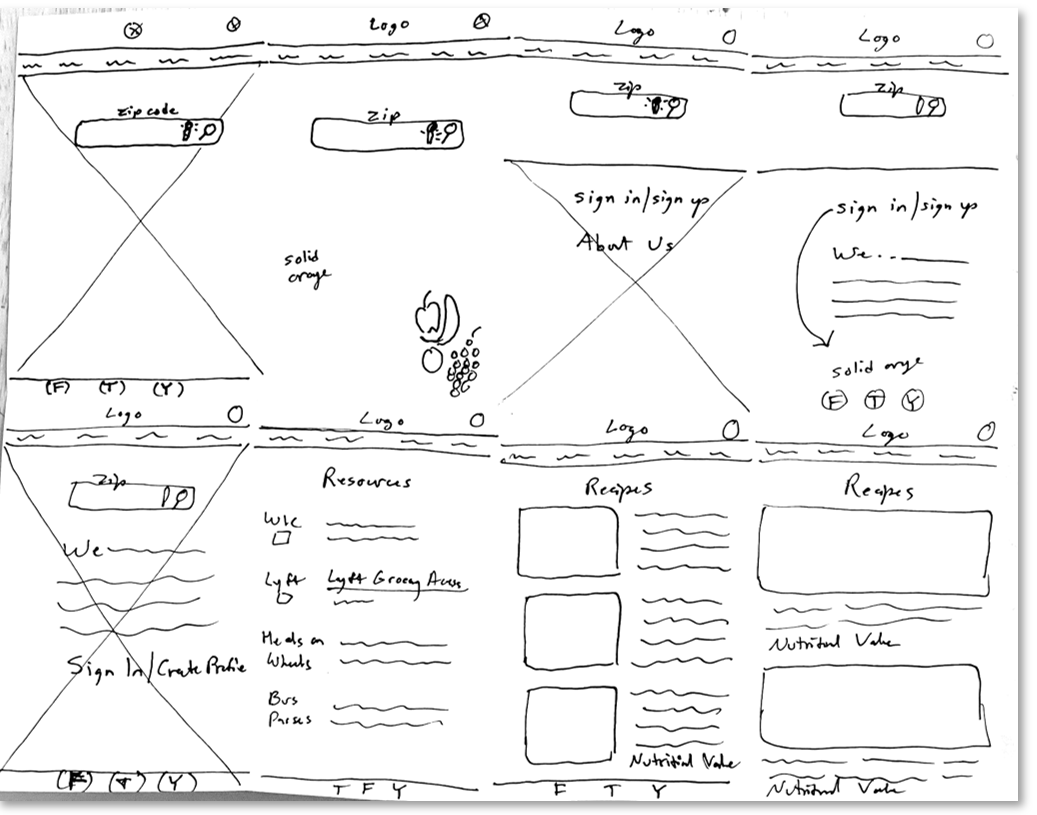 Logo
zip code
(F) (T) (Y)
Logo
zip
solid
orange
Logo
zip
sign in/sign up
About Us
Logo
zip
sign in/sign up
We...
solid orange
F T Y
Logo
zip
We
Sign In/Create Profile
(F) (T) (Y)
Logo
Resources
WIC
Lyft Lyft Grocery Access
Meals on
Wheels
Bus
Passes
T F Y
Logo
Recipes
Nutritional Value
F T Y
Logo
Recipes
Nutritional Value
Nutritional Value